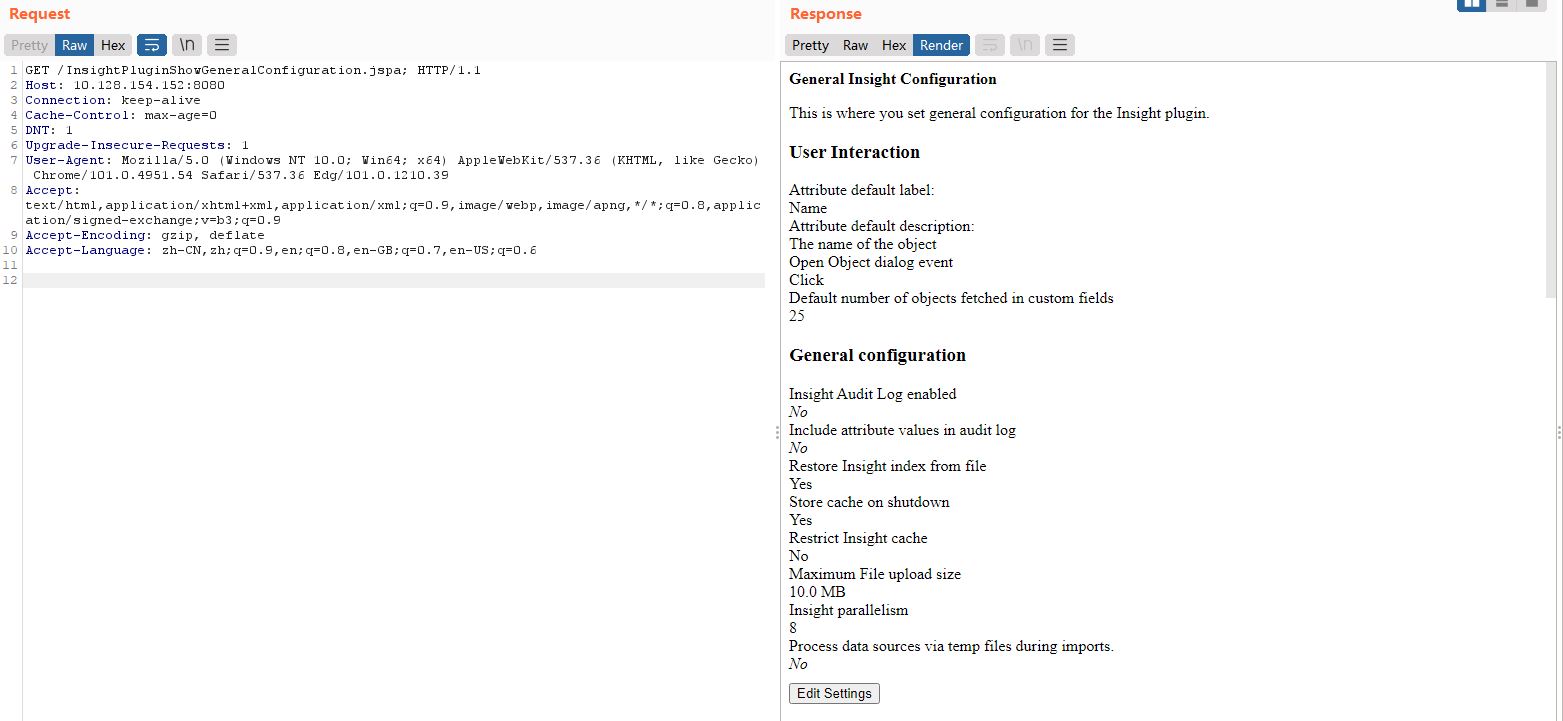 Request
Pretty Raw Hex \n
1 GET /InsightPluginShowGeneralConfiguration.jspa; HTTP/1.1
2 Host: 10.128.154.152:8080
3 Connection: keep-alive
4 Cache-Control: max-age=0
5 DNT: 1
6 Upgrade-Insecure-Requests: 1
7 User-Agent: Mozilla/5.0 (Windows NT 10.0; Win64; x64) AppleWebKit/537.36 (KHTML, like Gecko)
Chrome/101.0.4951.54 Safari/537.36 Edg/101.0.1210.39
8 Accept:
text/html,application/xhtml+xml,application/xml;q=0.9,image/webp,image/apng,*/*;q=0.8,applic
ation/signed-exchange;v=b3;q=0.9
9 Accept-Encoding: gzip, deflate
10 Accept-Language: zh-CN,zh;q=0.9,en;q=0.8,en-GB;q=0.7,en-US;q=0.6
11
12
Response
Pretty Raw Hex Render \n
General Insight Configuration
This is where you set general configuration for the Insight plugin.
User Interaction
Attribute default label:
Name
Attribute default description:
The name of the object
Open Object dialog event
Click
Default number of objects fetched in custom fields
25
General configuration
Insight Audit Log enabled
No
Include attribute values in audit log
No
Restore Insight index from file
Yes
Store cache on shutdown
Yes
Restrict Insight cache
No
Maximum File upload size
10.0 MB
Insight parallelism
8
Process data sources via temp files during imports.
No
Edit Settings